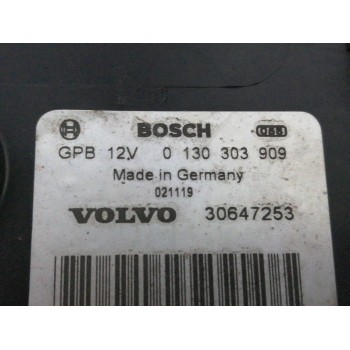 BOSCH
GPB 12V 0 130 303 909
Made in Germany
021119
VOLVO 30647253